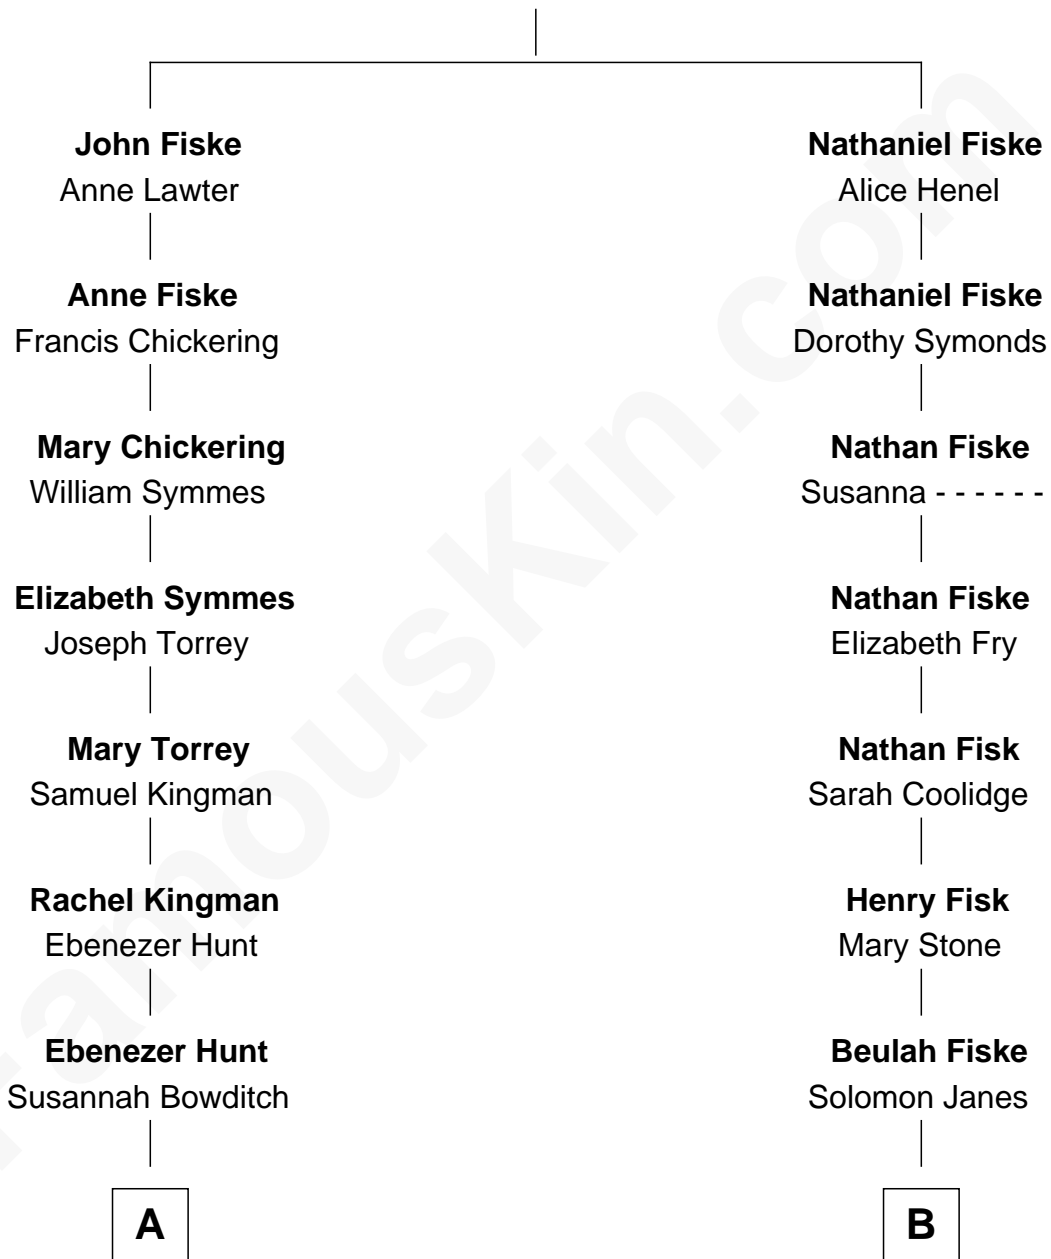 John Fiske
Anne Lawter
Nathaniel Fiske
Alice Henel
Anne Fiske
Francis Chickering
Nathaniel Fiske
Dorothy Symonds
Mary Chickering
William Symmes
Nathan Fiske
Susanna - - - - - -
Elizabeth Symmes
Joseph Torrey
Nathan Fiske
Elizabeth Fry
Mary Torrey
Samuel Kingman
Nathan Fisk
Sarah Coolidge
Rachel Kingman
Ebenezer Hunt
Henry Fisk
Mary Stone
Ebenezer Hunt
Susannah Bowditch
Beulah Fiske
Solomon Janes
A
B
FamousKin.com